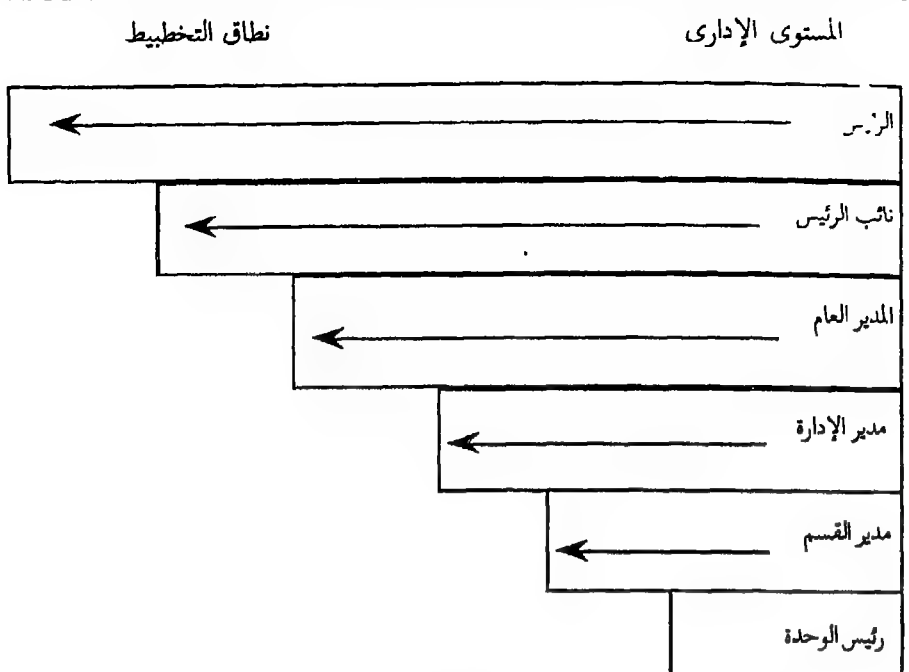 المستوى الإدارى
نطاق التخطيط
نائب الرئيس
المدير العام
مدير الإدارة
مدير القسم
رئيس الوحدة